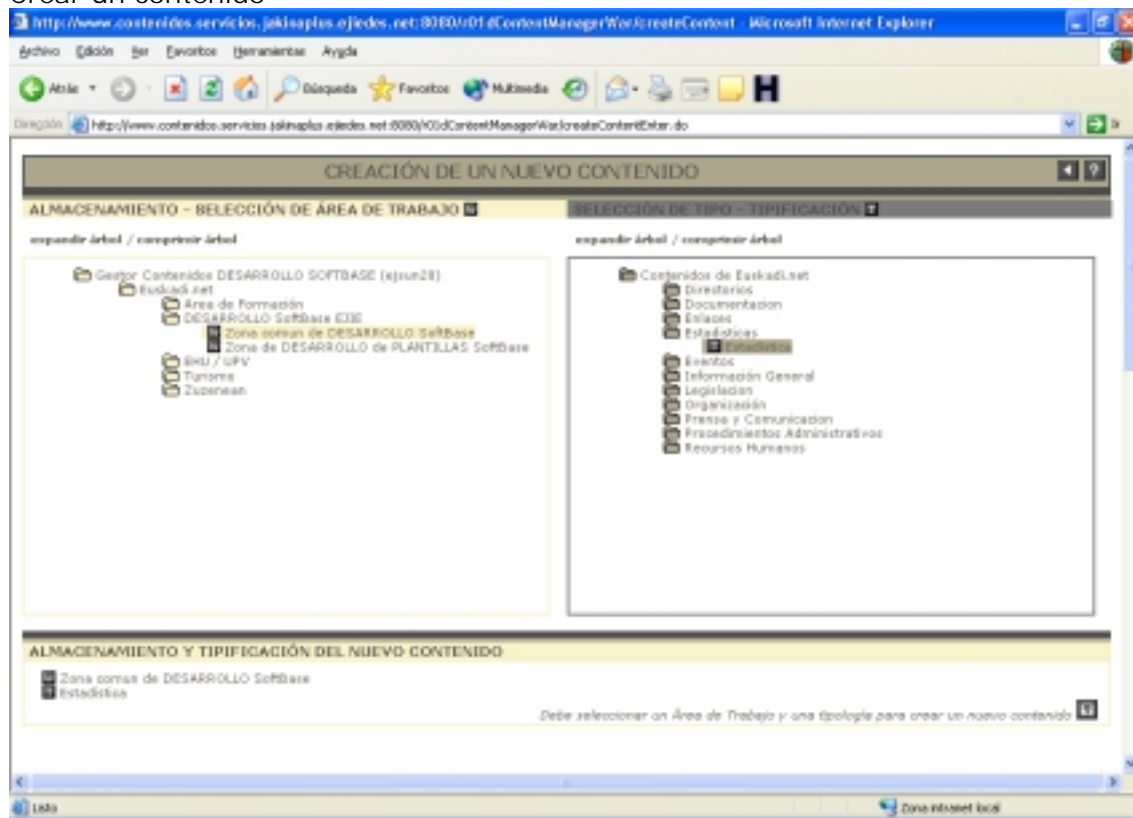 Crear un contenido
http://www.contenidos.servicios.jakinaplus.ejiedes.net:8080/r01dContentManagerWar/createContent - Microsoft Internet Explorer
Archivo Edición Ver Favoritos Herramientas Ayuda
Atrás Búsqueda Favoritos Multimedia
Dirección http://www.contenidos.servicios.jakinaplus.ejiedes.net:8080/r01dContentManagerWar/createContentEnter.do Ir
CREACIÓN DE UN NUEVO CONTENIDO
ALMACENAMIENTO - SELECCIÓN DE ÁREA DE TRABAJO SELECCIÓN DE TIPO - TIPIFICACIÓN
expandir árbol / comprimir árbol expandir árbol / comprimir árbol
Gestor Contenidos DESARROLLO SOFTBASE (ejsun28)
Euskadi.net
Area de Formación
DESARROLLO SoftBase EJIE
Zona comun de DESARROLLO SoftBase
Zona de DESARROLLO de PLANTILLAS SoftBase
EHU / UPV
Turismo
Zuzenean
Contenidos de Euskadi.net
Directorios
Documentacion
Enlaces
Estadisticas
Estadística
Eventos
Información General
Legislacion
Organización
Prensa y Comunicacion
Procedimientos Administrativos
Recursos Humanos
ALMACENAMIENTO Y TIPIFICACIÓN DEL NUEVO CONTENIDO
Zona comun de DESARROLLO SoftBase
Estadística
Debe seleccionar un Área de Trabajo y una tipología para crear un nuevo contenido
Listo Zona intranet local